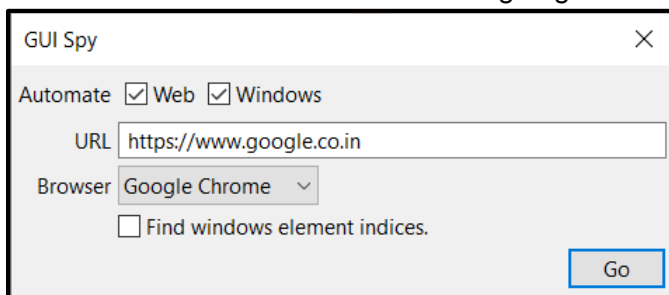 GUI Spy
Automate Web Windows
URL https://www.google.co.in
Browser Google Chrome
Find windows element indices.
Go